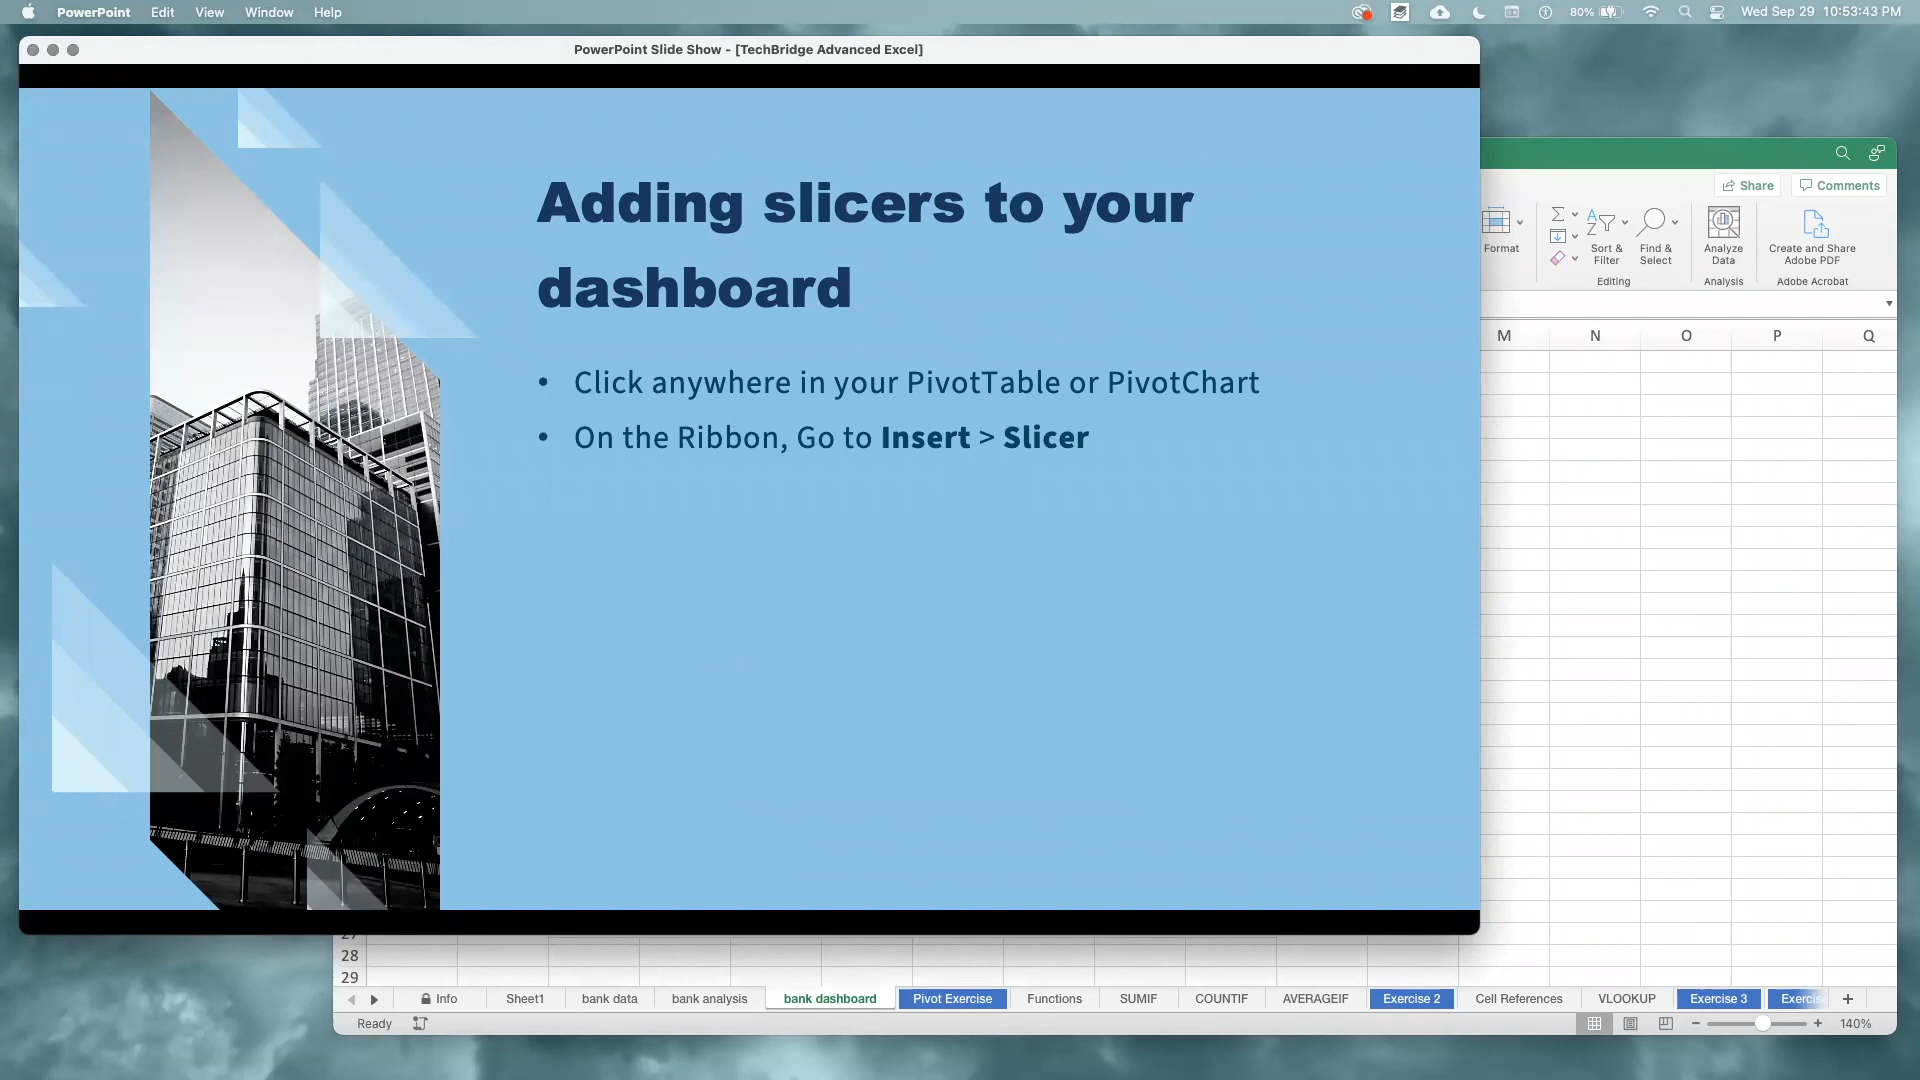 PowerPoint Edit View Window Help
80% Wed Sep 29 10:53:43 PM
PowerPoint Slide Show - [TechBridge Advanced Excel]
Adding slicers to your
dashboard
• Click anywhere in your PivotTable or PivotChart
• On the Ribbon, Go to Insert > Slicer
Share Comments
Format
Sort &
Filter
Find &
Select
Analyze
Data
Create and Share
Adobe PDF
Editing Analysis Adobe Acrobat
M N O P Q
27
28
29
Info Sheet1 bank data bank analysis bank dashboard Pivot Exercise Functions SUMIF COUNTIF AVERAGEIF Exercise 2 Cell References VLOOKUP Exercise 3 Exercis
Ready 140%